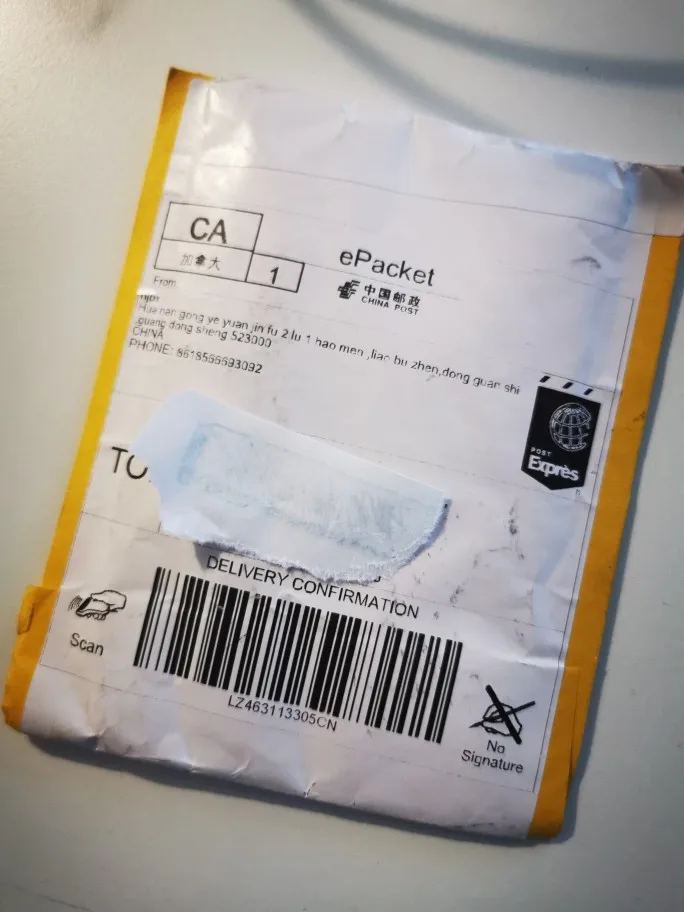 CA
加拿大
1
ePacket
中国邮政
CHINA POST
From
Hua nan gong ye yuan jin fu 2 lu 1 hao men ,liao bu zhen,dong guan shi
,guang dong sheng 523000
CHINA
PHONE: 8618566693092
POST
Exprès
TO
DELIVERY CONFIRMATION
Scan
LZ463113305CN
No
Signature